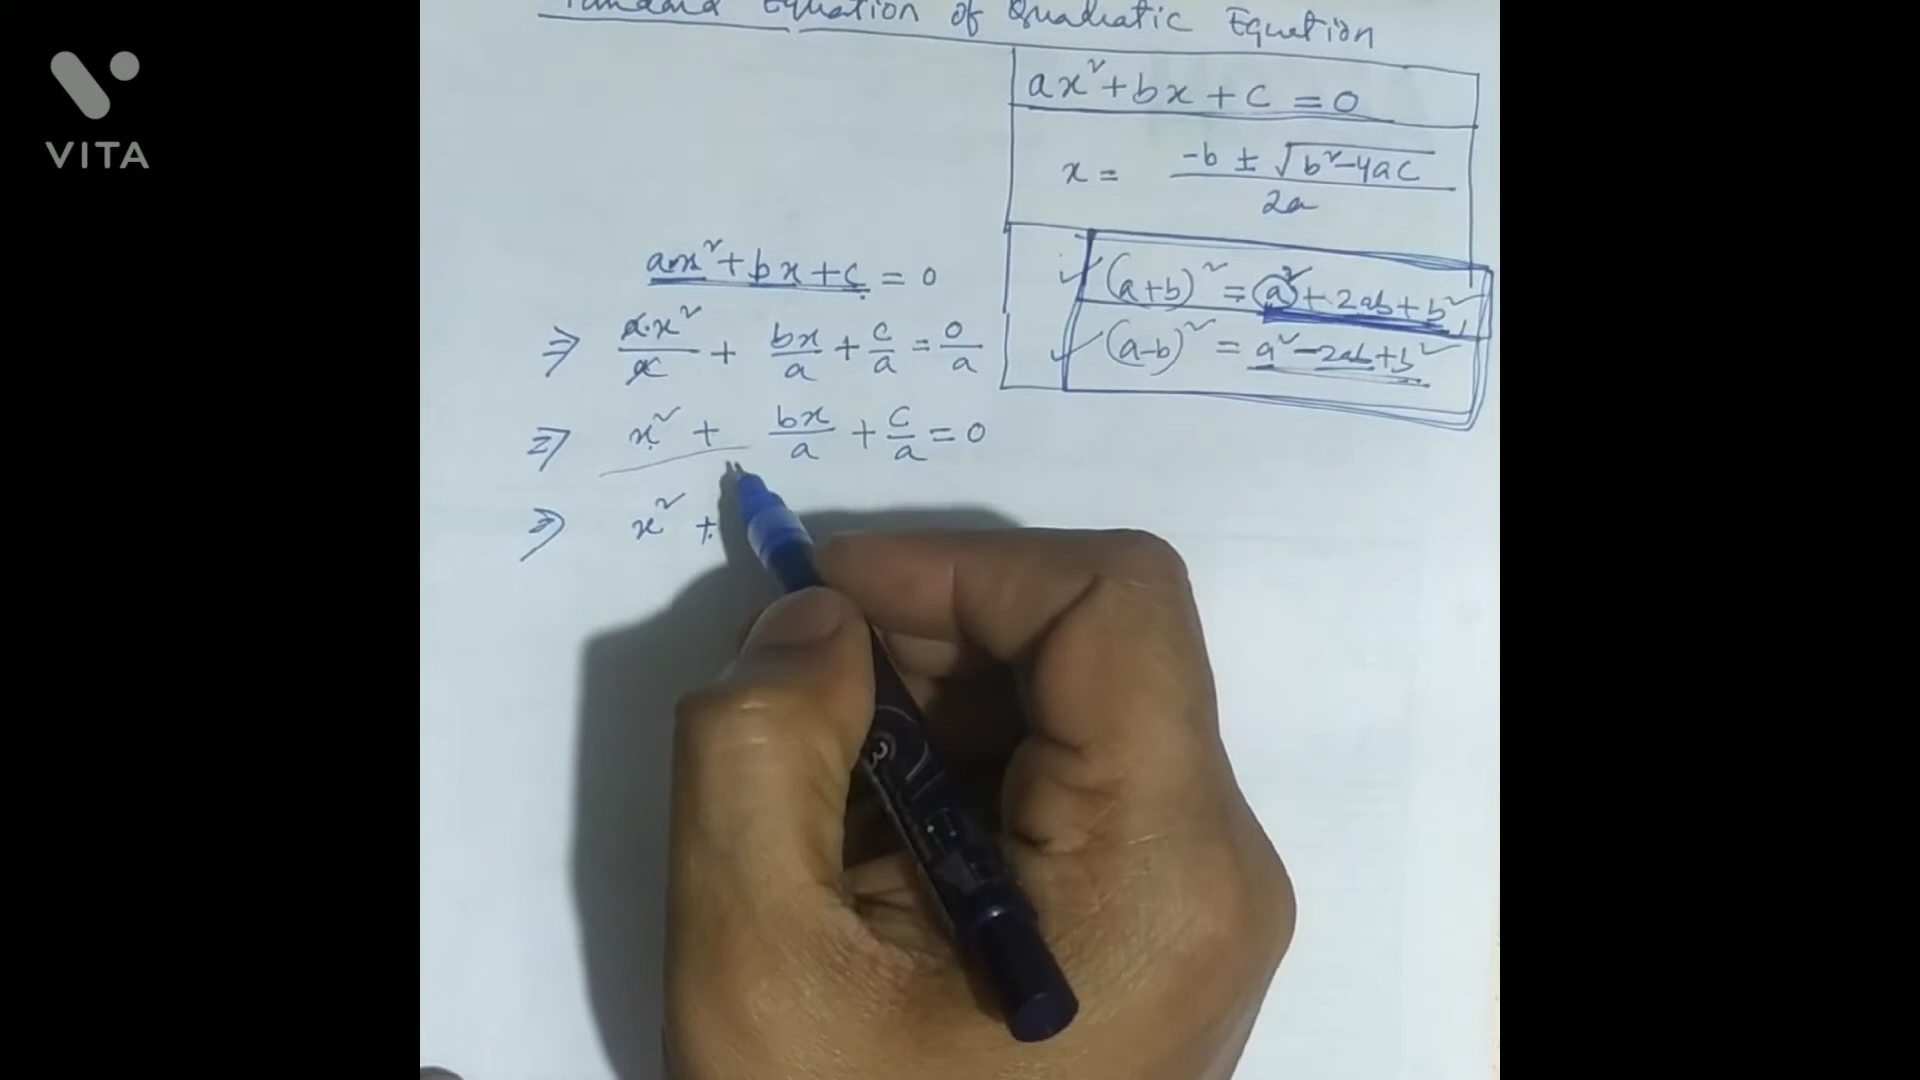 VITA
Equation of Quadratic Equation
ax² + bx + c = 0
x = (-b ± √(b² - 4ac)) / 2a
(a+b)² = a² + 2ab + b²
(a-b)² = a² - 2ab + b²
ax² + bx + c = 0
⇒ a·x²/a + bx/a + c/a = 0/a
⇒ x² + bx/a + c/a = 0
⇒ x² +